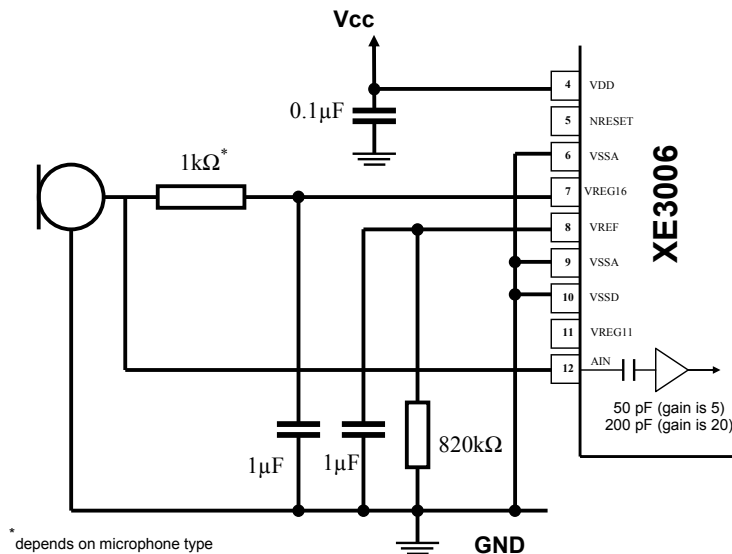 Vcc
0.1µF
1kΩ*
4 VDD
5 NRESET
6 VSSA
7 VREG16
8 VREF
9 VSSA
10 VSSD
11 VREG11
12 AIN
XE3006
50 pF (gain is 5)
200 pF (gain is 20)
1µF
1µF
820kΩ
*depends on microphone type
GND